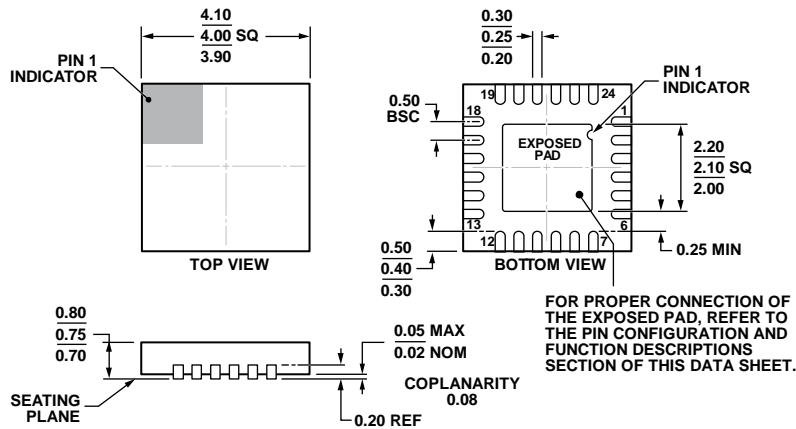 4.10
4.00 SQ
3.90
PIN 1
INDICATOR
TOP VIEW
0.30
0.25
0.20
PIN 1
INDICATOR
0.50
BSC
19
24
18
1
EXPOSED
PAD
2.20
2.10 SQ
2.00
13
6
12
7
0.50
0.40
0.30
BOTTOM VIEW
0.25 MIN
FOR PROPER CONNECTION OF
THE EXPOSED PAD, REFER TO
THE PIN CONFIGURATION AND
FUNCTION DESCRIPTIONS
SECTION OF THIS DATA SHEET.
0.80
0.75
0.70
0.05 MAX
0.02 NOM
COPLANARITY
0.08
SEATING
PLANE
0.20 REF